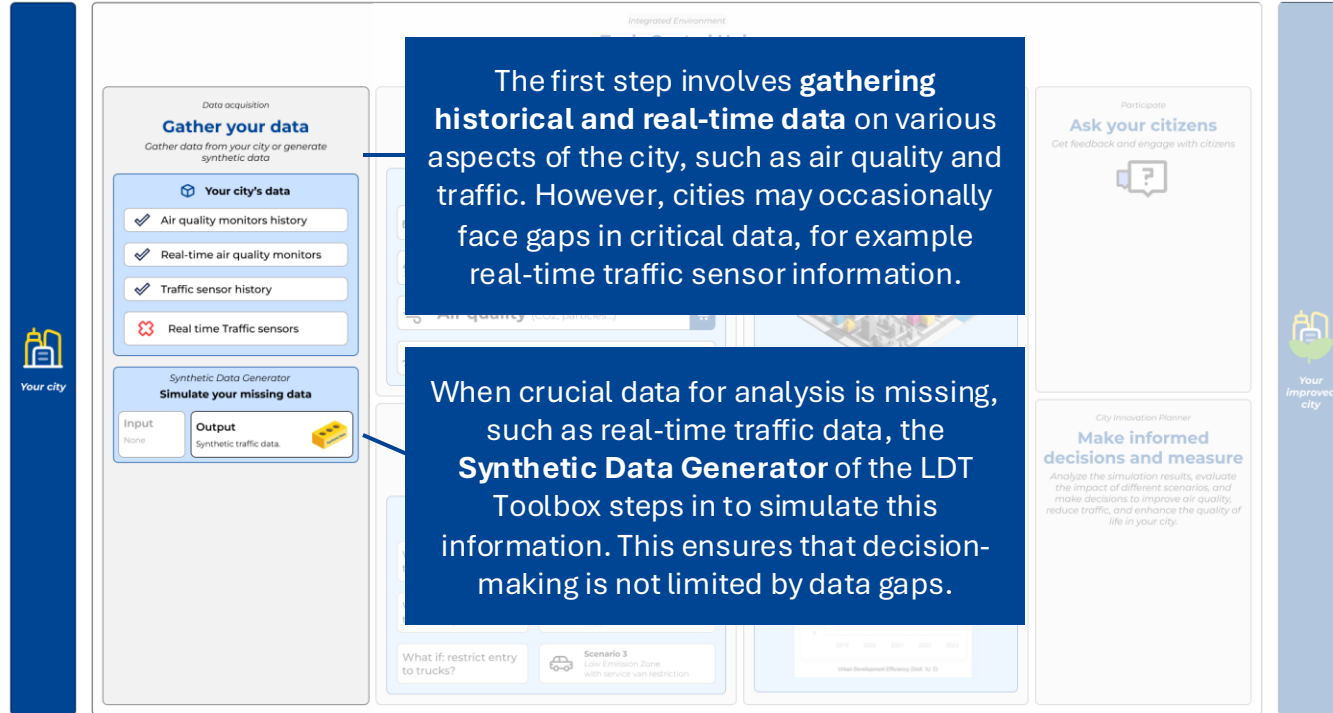 Integrated Environment
Your city
Data acquisition
Gather your data
Gather data from your city or generate
synthetic data
Your city's data
Air quality monitors history
Real-time air quality monitors
Traffic sensor history
Real time Traffic sensors
Synthetic Data Generator
Simulate your missing data
Input
None
Output
Synthetic traffic data.
The first step involves gathering
historical and real-time data on various
aspects of the city, such as air quality and
traffic. However, cities may occasionally
face gaps in critical data, for example
real-time traffic sensor information.
Air quality (CO2, particles...)
When crucial data for analysis is missing,
such as real-time traffic data, the
Synthetic Data Generator of the LDT
Toolbox steps in to simulate this
information. This ensures that decision-
making is not limited by data gaps.
What if: restrict entry
to trucks?
Scenario 3
Low Emission Zone
with service van restriction
2019 2020 2021 2022 2023
Participate
Ask your citizens
Get feedback and engage with citizens
City Innovation Planner
Make informed
decisions and measure
Analyze the simulation results, evaluate
the impact of different scenarios, and
make decisions to improve air quality,
reduce traffic, and enhance the quality of
life in your city.
Your
improved
city